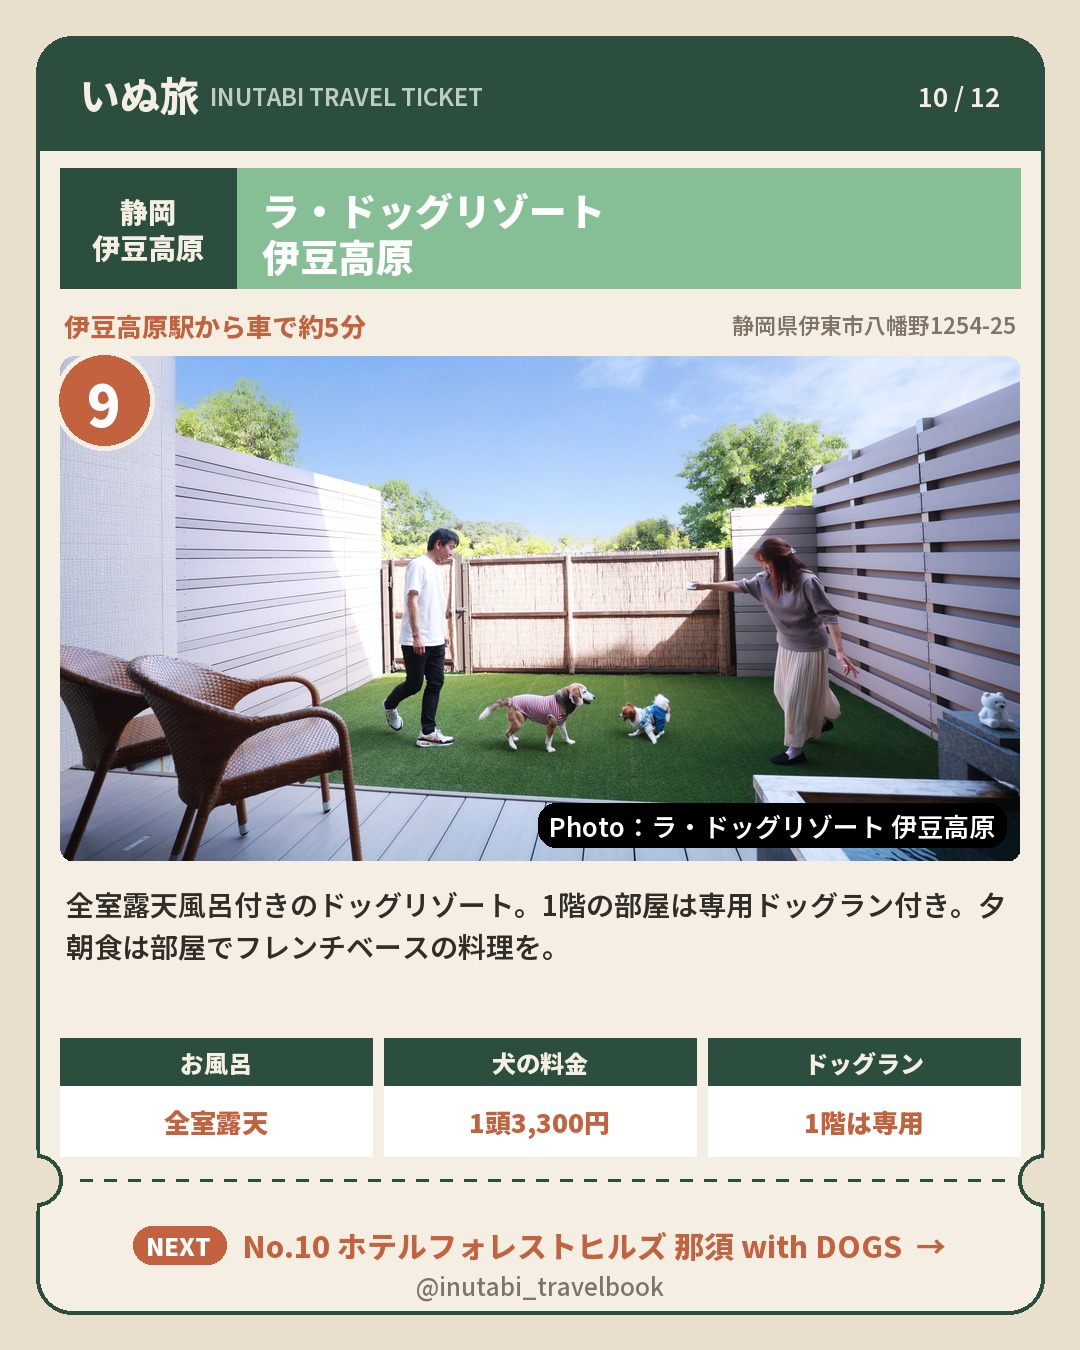 いぬ旅 INUTABI TRAVEL TICKET
10 / 12
静岡
伊豆高原
ラ・ドッグリゾート
伊豆高原
伊豆高原駅から車で約5分
静岡県伊東市八幡野1254-25
9
Photo：ラ・ドッグリゾート 伊豆高原
全室露天風呂付きのドッグリゾート。1階の部屋は専用ドッグラン付き。夕
朝食は部屋でフレンチベースの料理を。
お風呂
全室露天
犬の料金
1頭3,300円
ドッグラン
1階は専用
NEXT No.10 ホテルフォレストヒルズ 那須 with DOGS →
@inutabi_travelbook